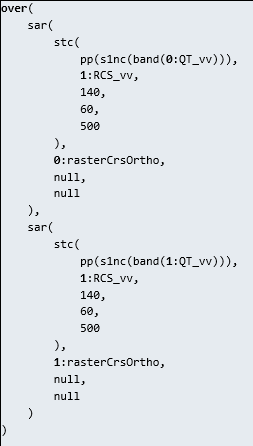 over(
    sar(
        stc(
            pp(s1nc(band(0:QT_vv))),
            1:RCS_vv,
            140,
            60,
            500
        ),
        0:rasterCrsOrtho,
        null,
        null
    ),
    sar(
        stc(
            pp(s1nc(band(1:QT_vv))),
            1:RCS_vv,
            140,
            60,
            500
        ),
        1:rasterCrsOrtho,
        null,
        null
    )
)